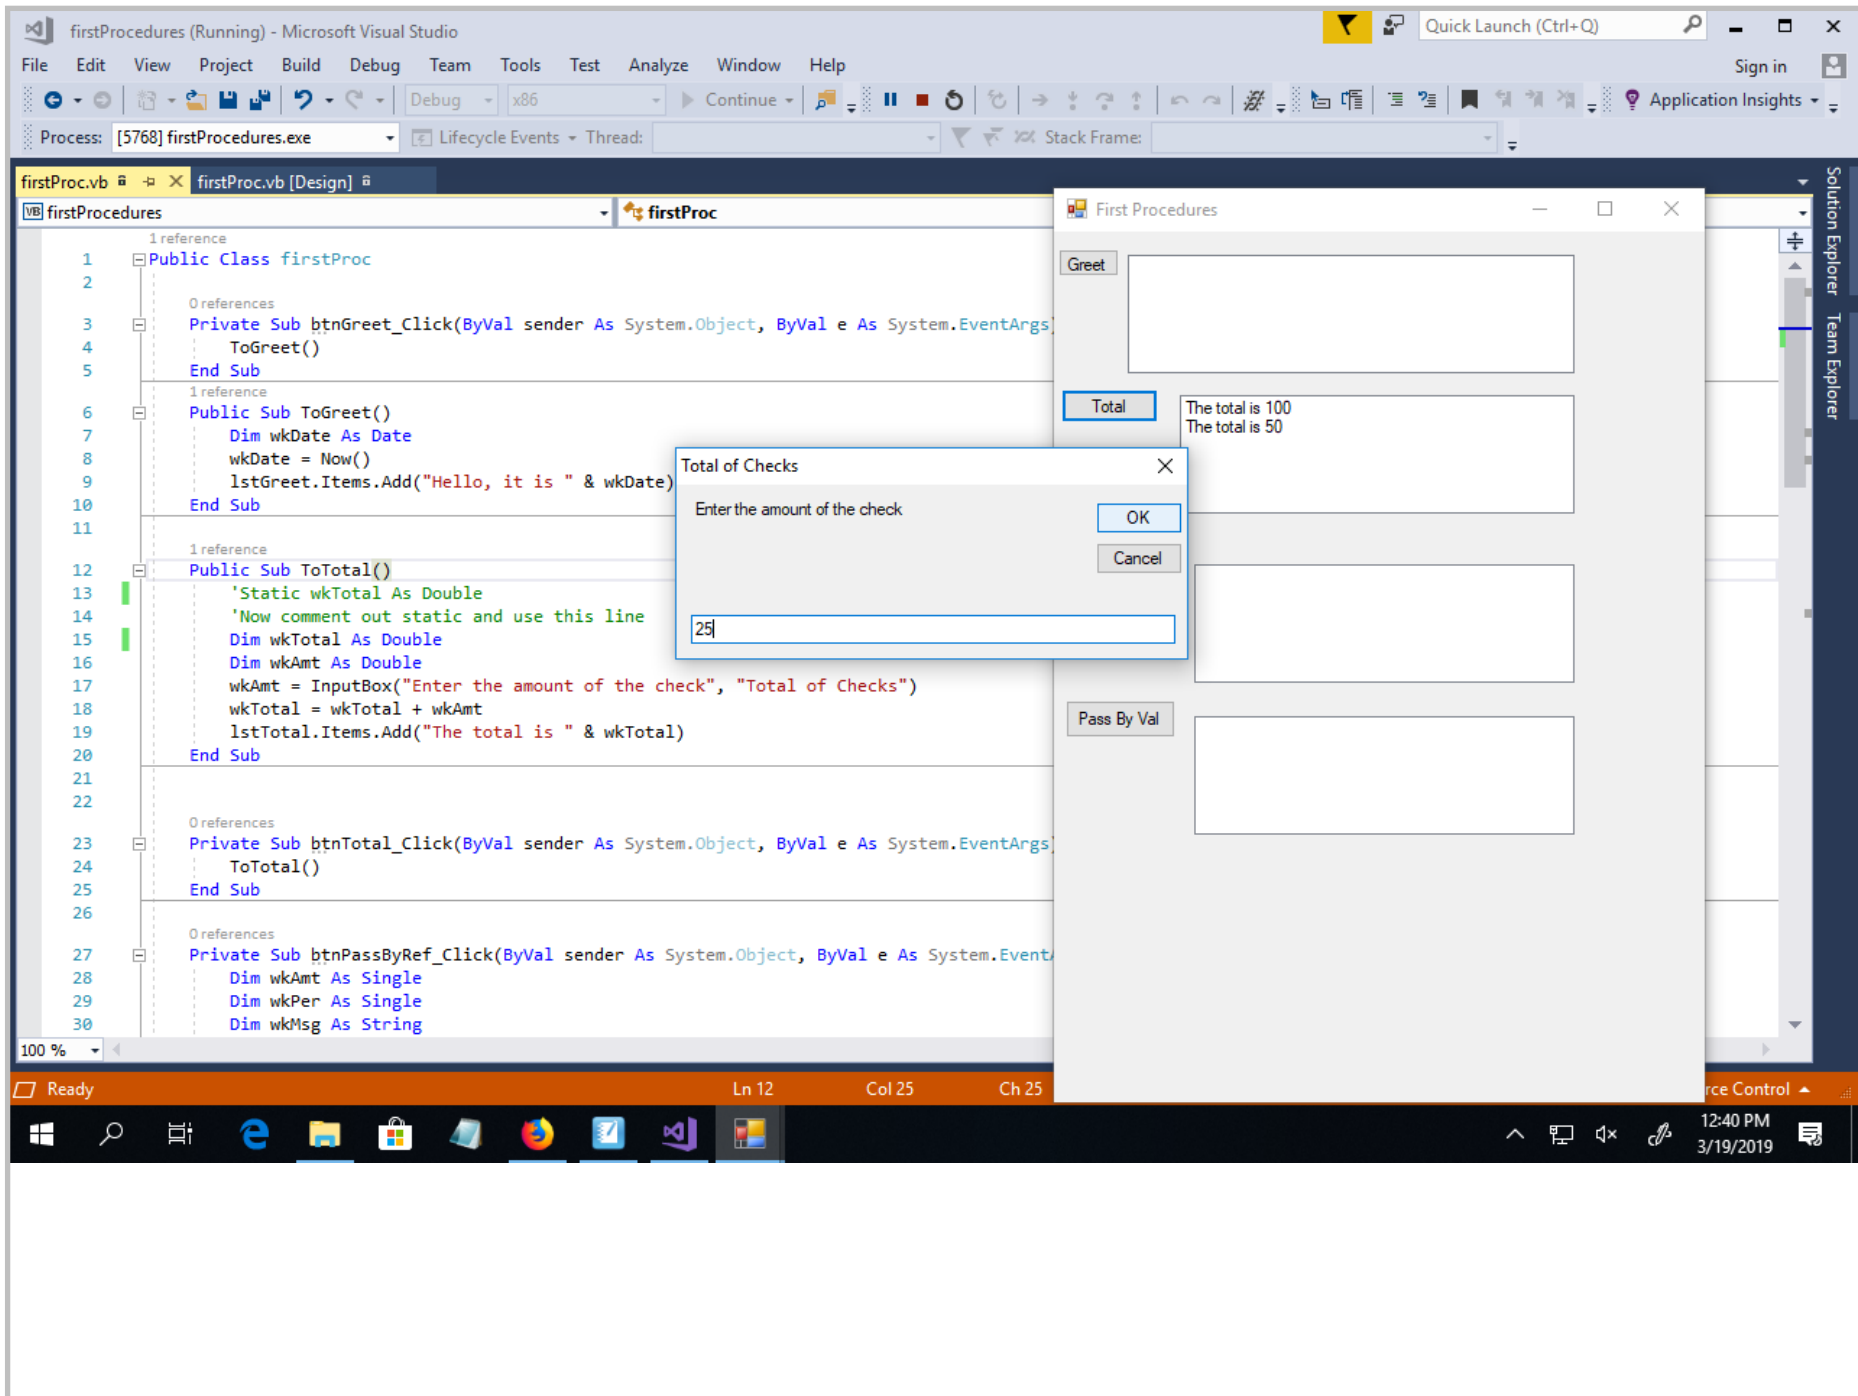 firstProcedures (Running) - Microsoft Visual Studio
Quick Launch (Ctrl+Q)
File Edit View Project Build Debug Team Tools Test Analyze Window Help
Sign in
Debug x86 Continue Application Insights
Process: [5768] firstProcedures.exe Lifecycle Events Thread: Stack Frame:
firstProc.vb firstProc.vb [Design]
firstProcedures firstProc
1 reference
1 Public Class firstProc
2
0 references
3 Private Sub btnGreet_Click(ByVal sender As System.Object, ByVal e As System.EventArgs)
4 ToGreet()
5 End Sub
1 reference
6 Public Sub ToGreet()
7 Dim wkDate As Date
8 wkDate = Now()
9 lstGreet.Items.Add("Hello, it is " & wkDate)
10 End Sub
11
1 reference
12 Public Sub ToTotal()
13 'Static wkTotal As Double
14 'Now comment out static and use this line
15 Dim wkTotal As Double
16 Dim wkAmt As Double
17 wkAmt = InputBox("Enter the amount of the check", "Total of Checks")
18 wkTotal = wkTotal + wkAmt
19 lstTotal.Items.Add("The total is " & wkTotal)
20 End Sub
21
22
0 references
23 Private Sub btnTotal_Click(ByVal sender As System.Object, ByVal e As System.EventArgs)
24 ToTotal()
25 End Sub
26
0 references
27 Private Sub btnPassByRef_Click(ByVal sender As System.Object, ByVal e As System.Event
28 Dim wkAmt As Single
29 Dim wkPer As Single
30 Dim wkMsg As String
100 %
First Procedures
Greet
Total
The total is 100
The total is 50
Pass By Val
Total of Checks
Enter the amount of the check
OK
Cancel
25
Solution Explorer
Team Explorer
Ready Ln 12 Col 25 Ch 25 rce Control
12:40 PM
3/19/2019